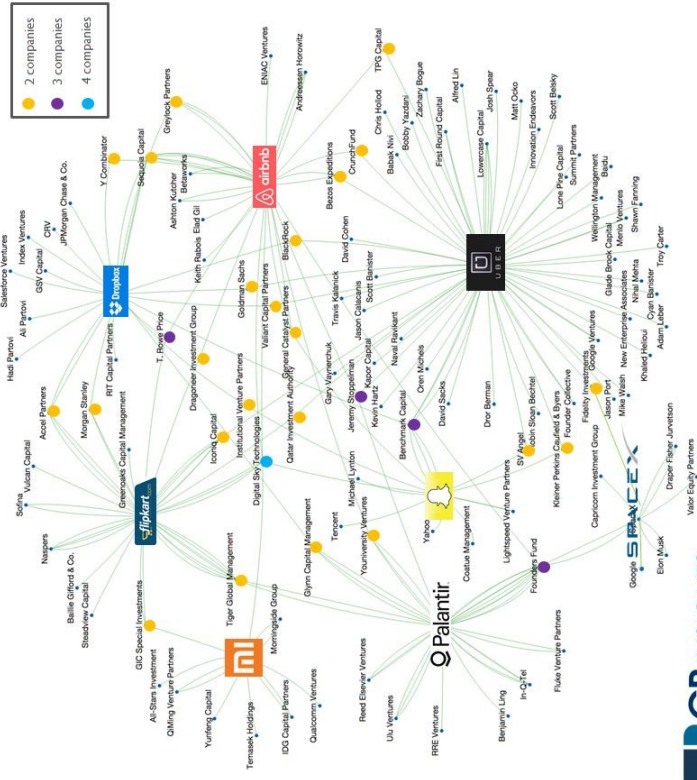 2 companies
3 companies
4 companies
Salesforce Ventures
Hadi Partovi
Ali Partovi
Index Ventures
GSV Capital
CRV
JPMorgan Chase & Co.
Y Combinator
Sequoia Capital
Greylock Partners
ENIAC Ventures
Andreessen Horowitz
Dropbox
airbnb
Ashton Kutcher
Betaworks
Keith Rabois
Elad Gil
TPG Capital
Chris Hollod
Babak Nivi
Bobby Yazdani
Zachary Bogue
First Round Capital
Alfred Lin
Lowercase Capital
Josh Spear
Matt Ocko
Innovation Endeavors
Scott Belsky
Lone Pine Capital
Summit Partners
Baidu
Wellington Management
Menlo Ventures
Shawn Fanning
Glade Brook Capital
Nihal Mehta
Troy Carter
New Enterprise Associates
Cyan Banister
Adam Leber
Khaled Helioui
Google Ventures
Mike Walsh
Jason Port
Fidelity Investments
Bezos Expeditions
CrunchFund
BlackRock
David Cohen
UBER
Goldman Sachs
Valiant Capital Partners
General Catalyst Partners
Travis Kalanick
Jason Calacanis
Scott Banister
Gary Vaynerchuk
Jeremy Stoppelman
Kapor Capital
Kevin Hartz
Naval Ravikant
Benchmark Capital
Oren Michels
David Sacks
Dror Berman
T. Rowe Price
Dragoneer Investment Group
RIT Capital Partners
Accel Partners
Morgan Stanley
Greenoaks Capital Management
Iconiq Capital
Institutional Venture Partners
Qatar Investment Authority
Digital Sky Technologies
Sofina
Vulcan Capital
Naspers
Baillie Gifford & Co.
Steadview Capital
flipkart.com
GIC Special Investments
Tiger Global Management
All-Stars Investment
QiMing Venture Partners
Yunfeng Capital
Temasek Holdings
IDG Capital Partners
Qualcomm Ventures
Morningside Group
mi
Glynn Capital Management
Michael Lynton
Tencent
Youniversity Ventures
Yahoo
Coatue Management
Lightspeed Venture Partners
SV Angel
Kleiner Perkins Caufield & Byers
Founder Collective
Capricorn Investment Group
Founders Fund
Palantir
Reed Elsevier Ventures
Ulu Ventures
RRE Ventures
Benjamin Ling
In-Q-Tel
Fluke Venture Partners
SPACEX
Google
Elon Musk
Draper Fisher Jurvetson
Valor Equity Partners